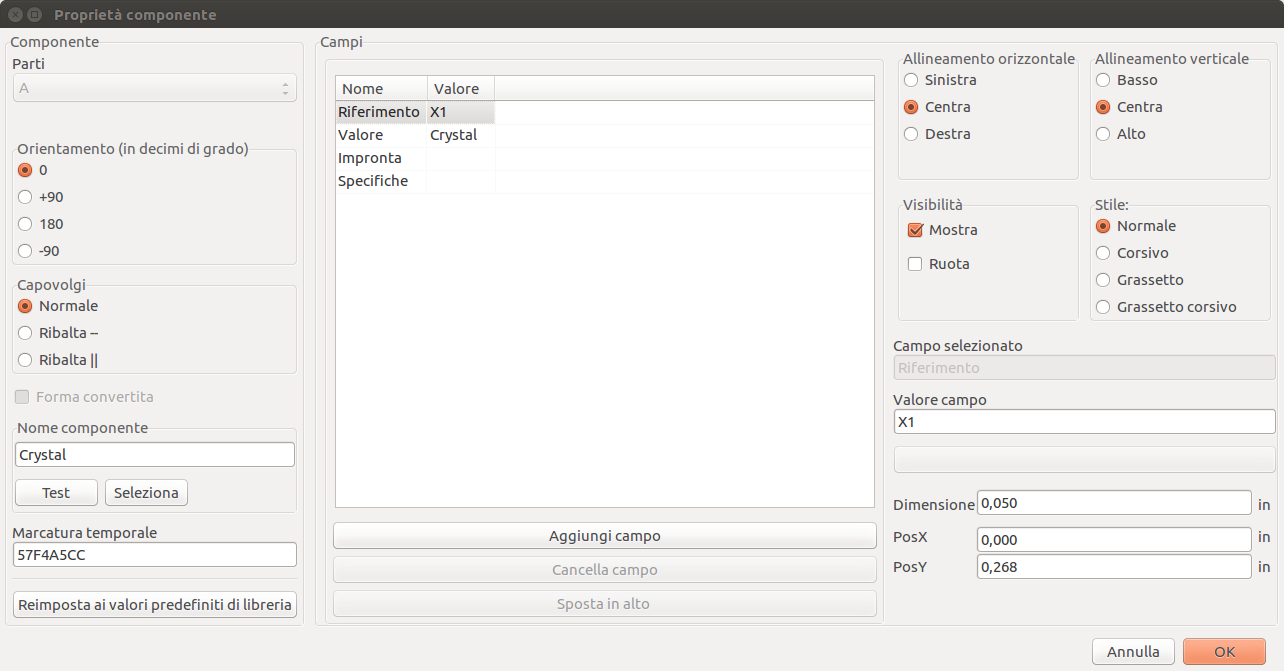 Proprietà componente
Componente
Parti
A
Orientamento (in decimi di grado)
0
+90
180
-90
Capovolgi
Normale
Ribalta --
Ribalta ||
Forma convertita
Nome componente
Crystal
Test Seleziona
Marcatura temporale
57F4A5CC
Reimposta ai valori predefiniti di libreria
Campi
Nome Valore
Riferimento X1
Valore Crystal
Impronta
Specifiche
Aggiungi campo
Cancella campo
Sposta in alto
Allineamento orizzontale
Sinistra
Centra
Destra
Allineamento verticale
Basso
Centra
Alto
Visibilità
Mostra
Ruota
Stile:
Normale
Corsivo
Grassetto
Grassetto corsivo
Campo selezionato
Riferimento
Valore campo
X1
Dimensione 0,050 in
PosX 0,000 in
PosY 0,268 in
Annulla OK